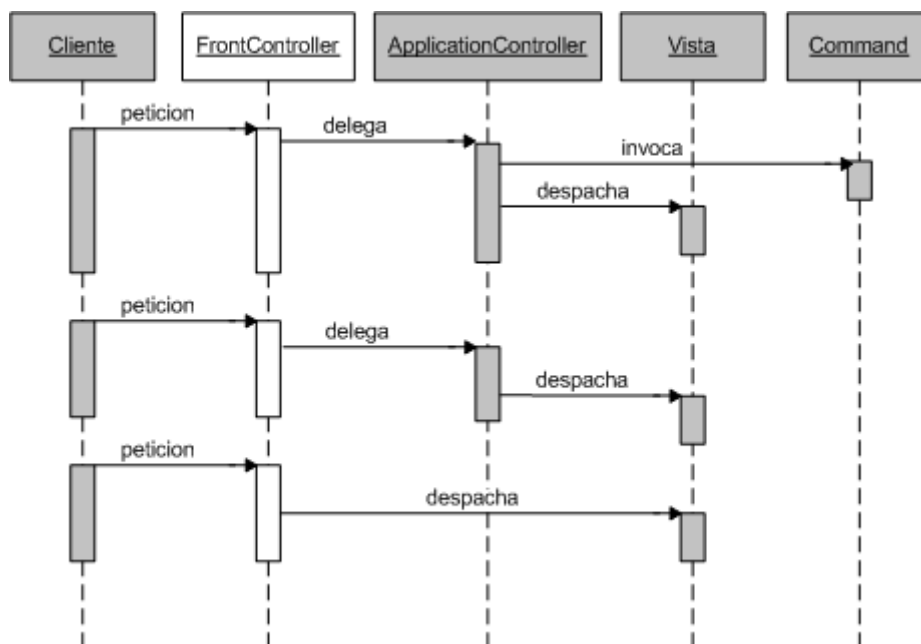 Cliente
FrontController
ApplicationController
Vista
Command
peticion
delega
invoca
despacha
peticion
delega
despacha
peticion
despacha